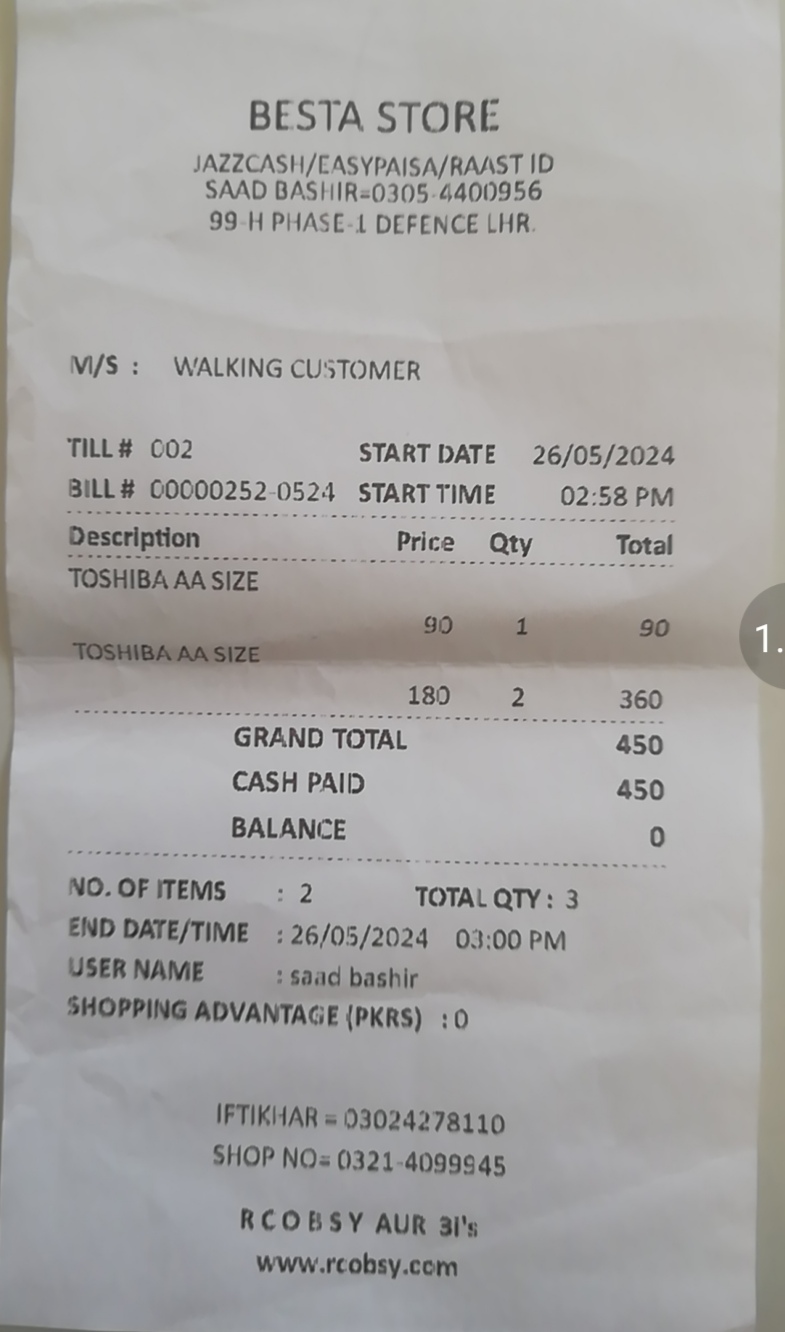 BESTA STORE
JAZZCASH/EASYPAISA/RAAST ID
SAAD BASHIR=0305-4400956
99-H PHASE-1 DEFENCE LHR.
M/S : WALKING CUSTOMER
TILL # 002 START DATE 26/05/2024
BILL # 00000252-0524 START TIME 02:58 PM
Description Price Qty Total
TOSHIBA AA SIZE
90 1 90
TOSHIBA AA SIZE
180 2 360
GRAND TOTAL 450
CASH PAID 450
BALANCE 0
NO. OF ITEMS : 2 TOTAL QTY : 3
END DATE/TIME : 26/05/2024 03:00 PM
USER NAME : saad bashir
SHOPPING ADVANTAGE (PKRS) : 0
IFTIKHAR = 03024278110
SHOP NO= 0321-4099945
RCOBSY AUR 3i's
www.rcobsy.com
1.